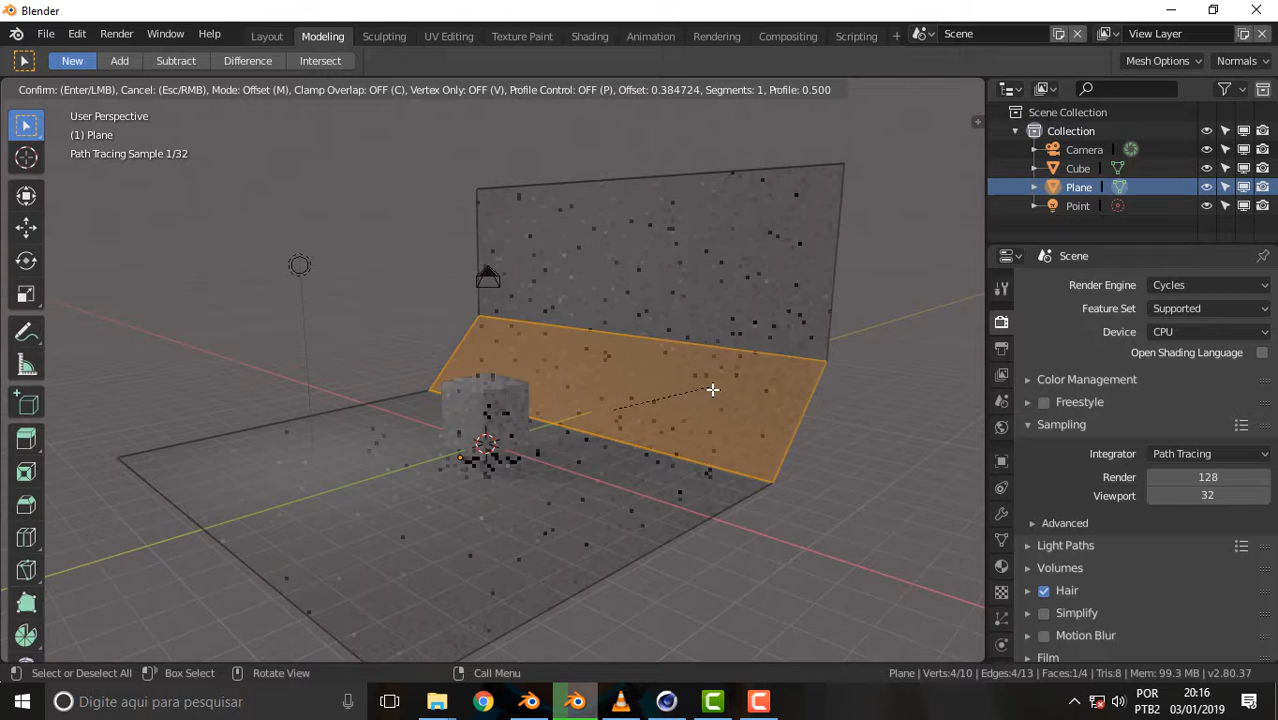 Blender
File Edit Render Window Help Layout Modeling Sculpting UV Editing Texture Paint Shading Animation Rendering Compositing Scripting + Scene View Layer
New Add Subtract Difference Intersect Mesh Options Normals
Confirm: (Enter/LMB), Cancel: (Esc/RMB), Mode: Offset (M), Clamp Overlap: OFF (C), Vertex Only: OFF (V), Profile Control: OFF (P), Offset: 0.384724, Segments: 1, Profile: 0.500
User Perspective
(1) Plane
Path Tracing Sample 1/32
Scene Collection
Collection
Camera
Cube
Plane
Point
Scene
Render Engine Cycles
Feature Set Supported
Device CPU
Open Shading Language
Color Management
Freestyle
Sampling
Integrator Path Tracing
Render 128
Viewport 32
Advanced
Light Paths
Volumes
Hair
Simplify
Motion Blur
Film
Select or Deselect All Box Select Rotate View Call Menu Plane | Verts:4/10 | Edges:4/13 | Faces:1/4 | Tris:8 | Mem: 99.3 MB | v2.80.37
Digite aqui para pesquisar
POR
PTB2
20:16
03/01/2019